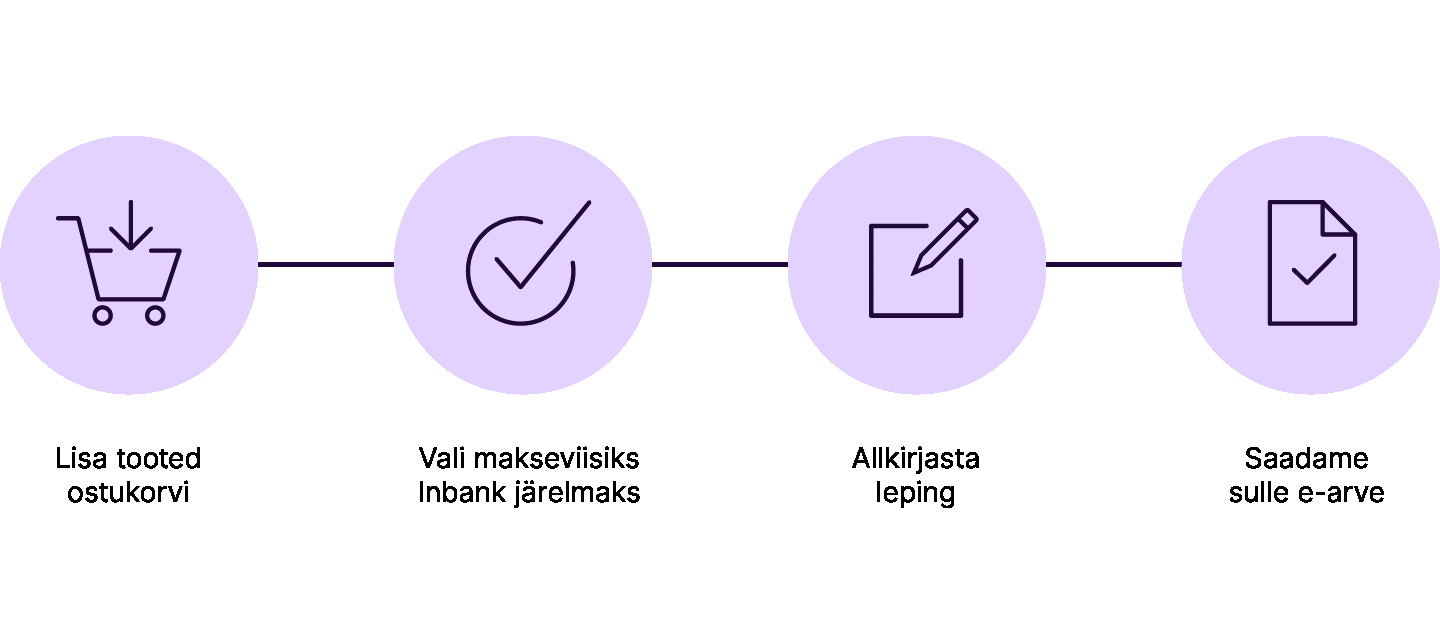 Lisa tooted
ostukorvi
Vali makseviisiks
Inbank järelmaks
Allkirjasta
leping
Saadame
sulle e-arve